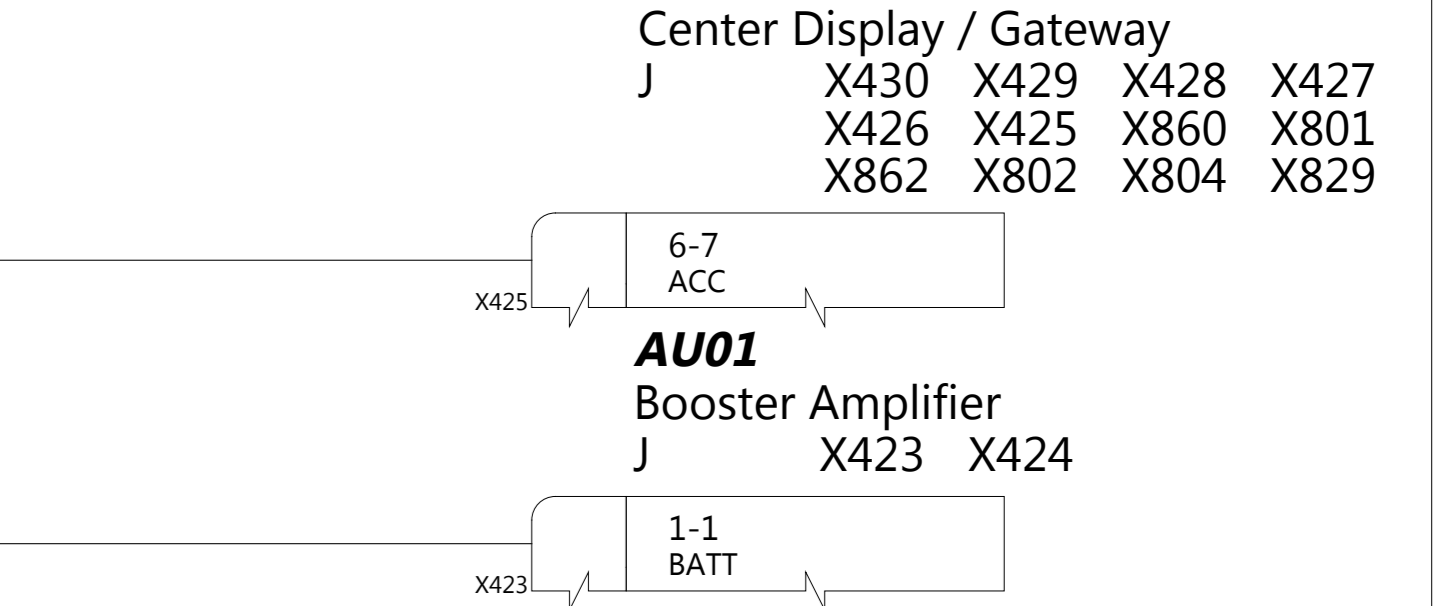 Center Display / Gateway
J X430 X429 X428 X427
X426 X425 X860 X801
X862 X802 X804 X829
6-7
ACC
X425
AU01
Booster Amplifier
J X423 X424
1-1
BATT
X423